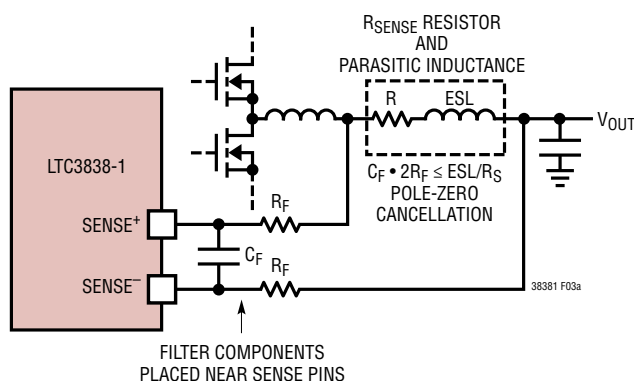 RSENSE RESISTOR
AND
PARASITIC INDUCTANCE
R
ESL
VOUT
LTC3838-1
CF • 2RF ≤ ESL/RS
POLE-ZERO
CANCELLATION
RF
SENSE+
CF
RF
SENSE–
38381 F03a
FILTER COMPONENTS
PLACED NEAR SENSE PINS